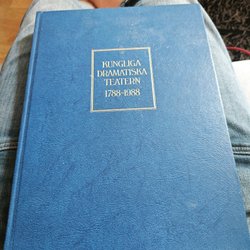 KUNGLIGA
DRAMATISKA
TEATERN
1788-1988